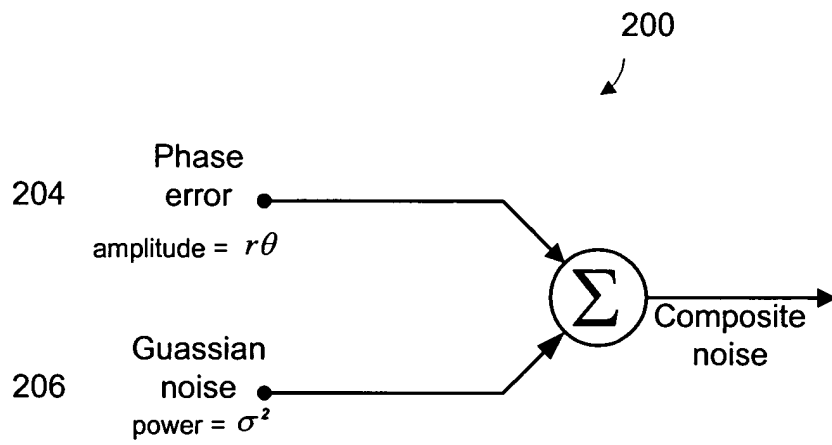 200
Phase
204
error
amplitude = rθ
Σ
Composite
noise
Guassian
206
noise
power = σ²